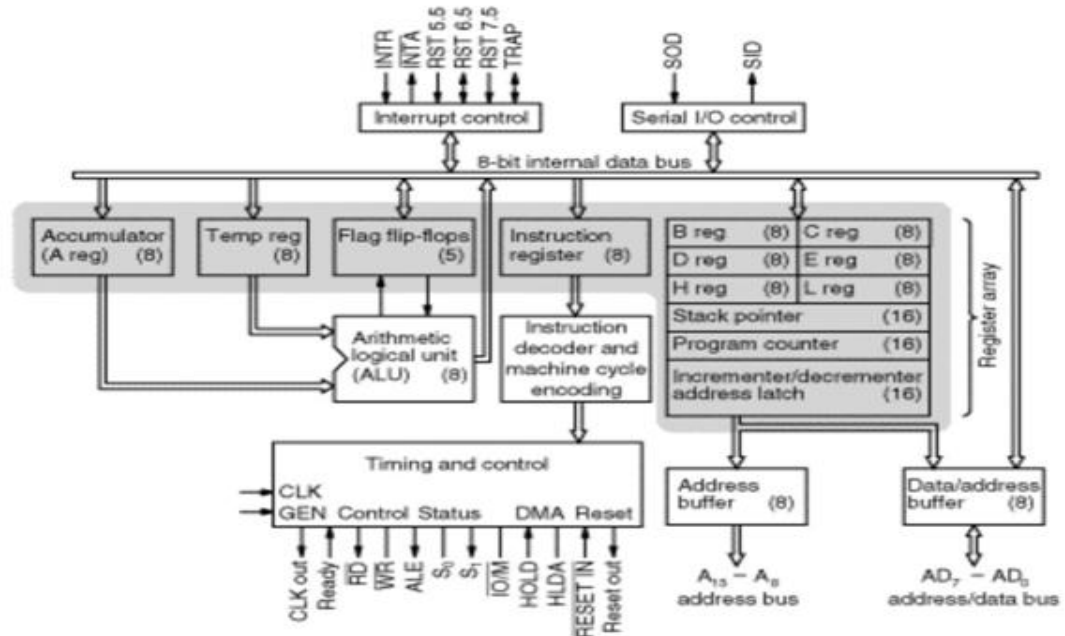 INTR
INTA
RST 5.5
RST 6.5
RST 7.5
TRAP
SOD
SID
Interrupt control
Serial I/O control
8-bit internal data bus
Accumulator
(A reg) (8)
Temp reg
(8)
Flag flip-flops
(5)
Instruction
register (8)
B reg (8)
C reg (8)
D reg (8)
E reg (8)
H reg (8)
L reg (8)
Stack pointer (16)
Program counter (16)
Incrementer/decrementer
address latch (16)
Register array
Arithmetic
logical unit
(ALU) (8)
Instruction
decoder and
machine cycle
encoding
Timing and control
CLK
GEN Control Status DMA Reset
CLK out
Ready
RD
WR
ALE
S₀
S₁
IO/M
HOLD
HLDA
RESET IN
Reset out
Address
buffer (8)
Data/address
buffer (8)
A₁₅ – A₈
address bus
AD₇ – AD₀
address/data bus